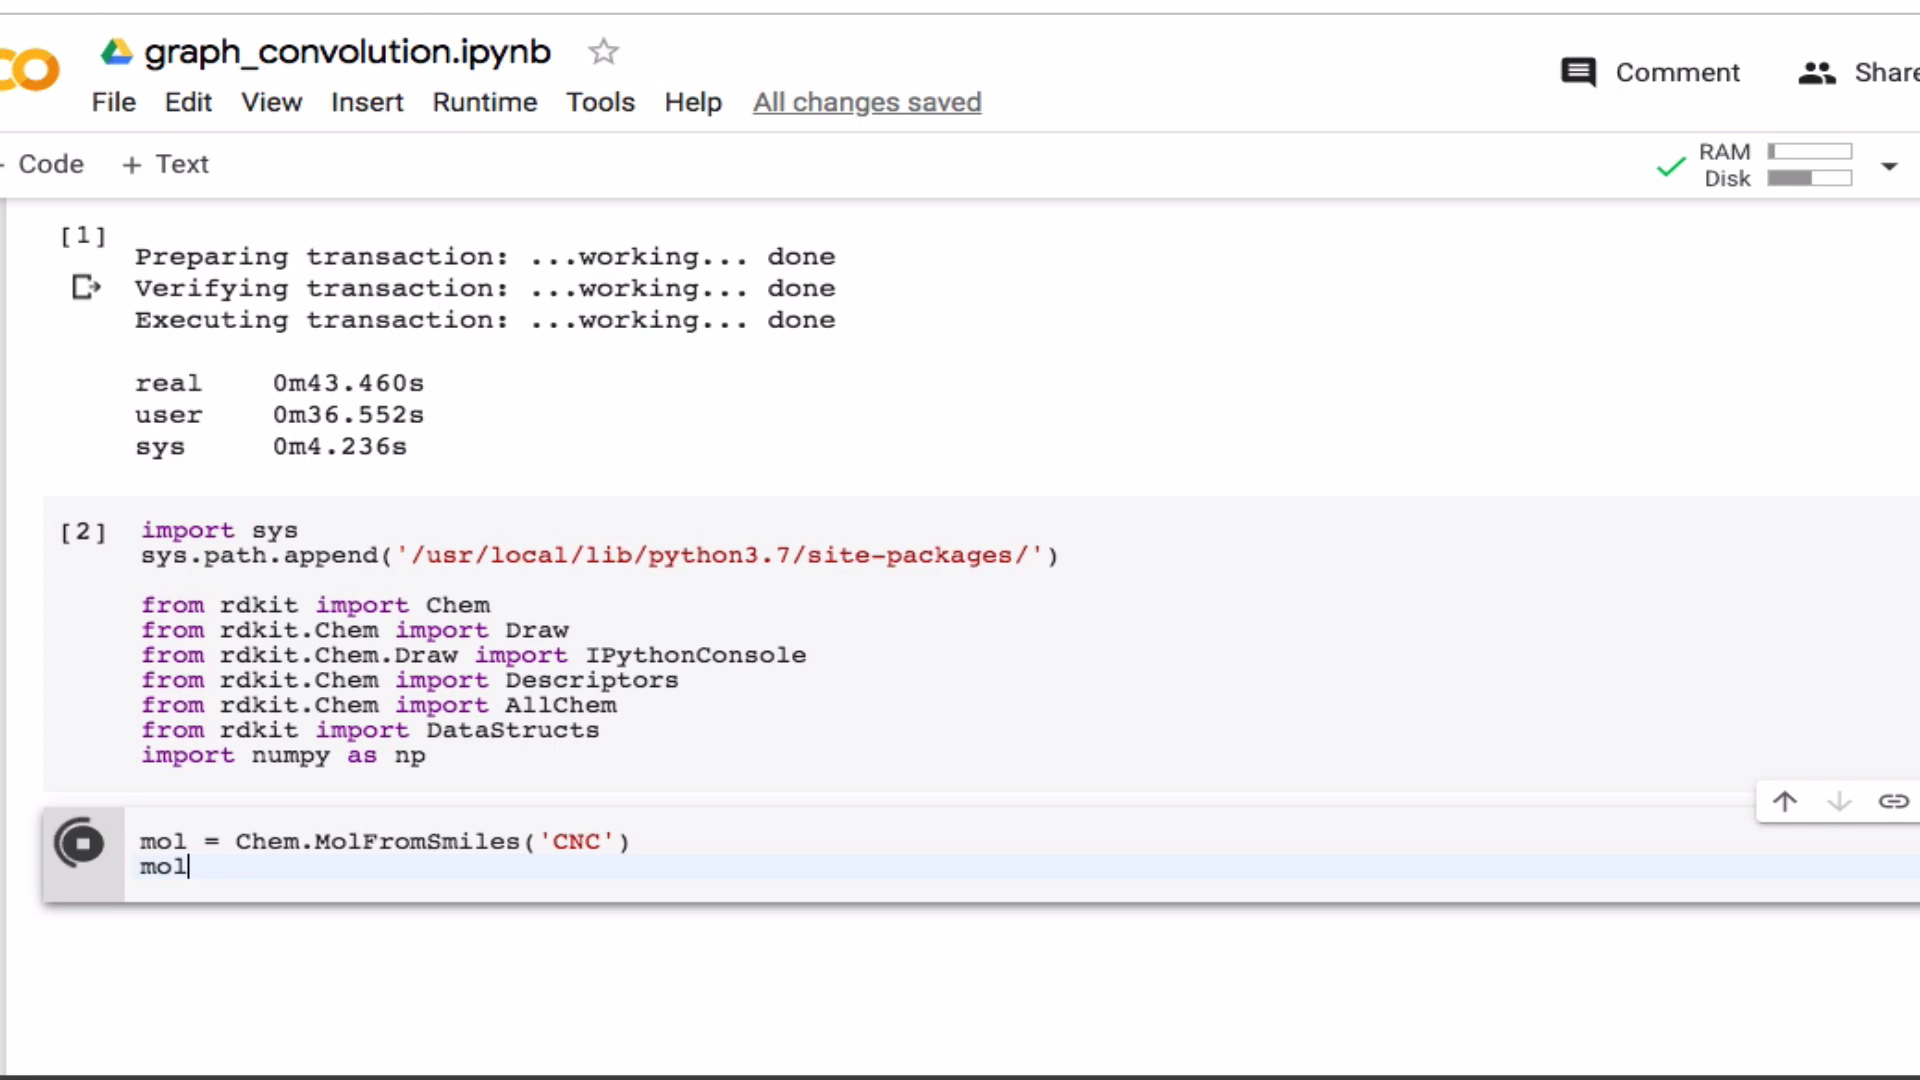 graph_convolution.ipynb
Comment
Share
File Edit View Insert Runtime Tools Help All changes saved
Code + Text
RAM
Disk
[1]
Preparing transaction: ...working... done
Verifying transaction: ...working... done
Executing transaction: ...working... done
real 0m43.460s
user 0m36.552s
sys 0m4.236s
[2]
import sys
sys.path.append('/usr/local/lib/python3.7/site-packages/')
from rdkit import Chem
from rdkit.Chem import Draw
from rdkit.Chem.Draw import IPythonConsole
from rdkit.Chem import Descriptors
from rdkit.Chem import AllChem
from rdkit import DataStructs
import numpy as np
mol = Chem.MolFromSmiles('CNC')
mol